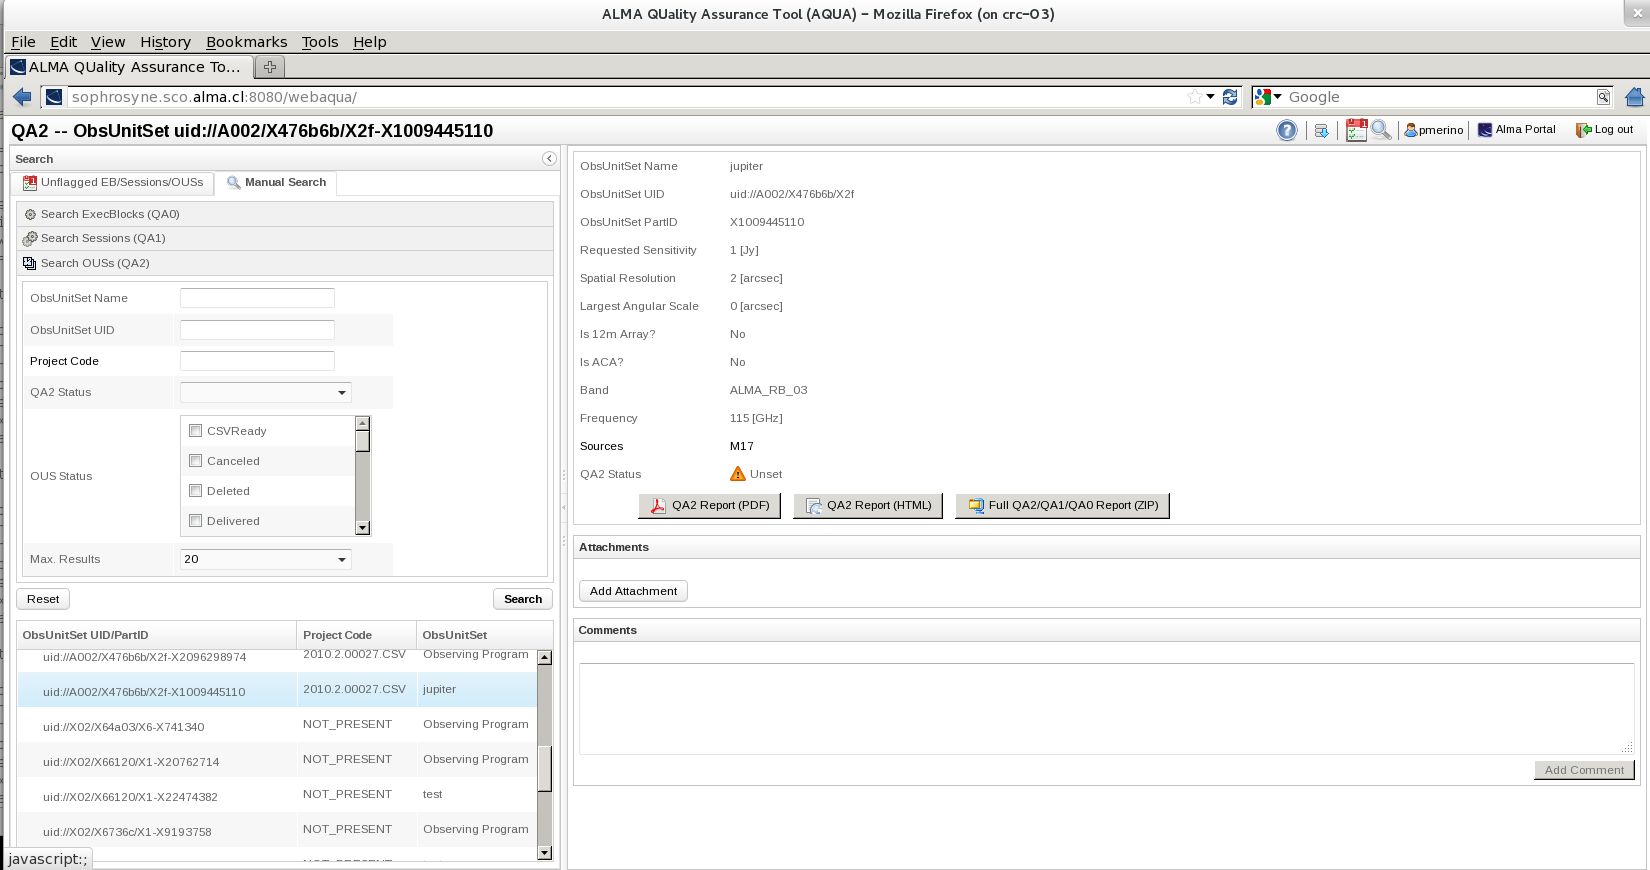 ALMA QUality Assurance Tool (AQUA) - Mozilla Firefox (on crc-03)
File Edit View History Bookmarks Tools Help
ALMA QUality Assurance To...
sophrosyne.sco.alma.cl:8080/webaqua/
Google
QA2 -- ObsUnitSet uid://A002/X476b6b/X2f-X1009445110
pmerino
Alma Portal
Log out
Search
Unflagged EB/Sessions/OUSs
Manual Search
Search ExecBlocks (QA0)
Search Sessions (QA1)
Search OUSs (QA2)
ObsUnitSet Name
ObsUnitSet UID
Project Code
QA2 Status
OUS Status
CSVReady
Canceled
Deleted
Delivered
Max. Results 20
Reset
Search
ObsUnitSet UID/PartID Project Code ObsUnitSet
uid://A002/X476b6b/X2f-X2096298974 2010.2.00027.CSV Observing Program
uid://A002/X476b6b/X2f-X1009445110 2010.2.00027.CSV jupiter
uid://X02/X64a03/X6-X741340 NOT_PRESENT Observing Program
uid://X02/X66120/X1-X20762714 NOT_PRESENT Observing Program
uid://X02/X66120/X1-X22474382 NOT_PRESENT test
uid://X02/X6736c/X1-X9193758 NOT_PRESENT Observing Program
javascript:;
ObsUnitSet Name jupiter
ObsUnitSet UID uid://A002/X476b6b/X2f
ObsUnitSet PartID X1009445110
Requested Sensitivity 1 [Jy]
Spatial Resolution 2 [arcsec]
Largest Angular Scale 0 [arcsec]
Is 12m Array? No
Is ACA? No
Band ALMA_RB_03
Frequency 115 [GHz]
Sources M17
QA2 Status Unset
QA2 Report (PDF)
QA2 Report (HTML)
Full QA2/QA1/QA0 Report (ZIP)
Attachments
Add Attachment
Comments
Add Comment